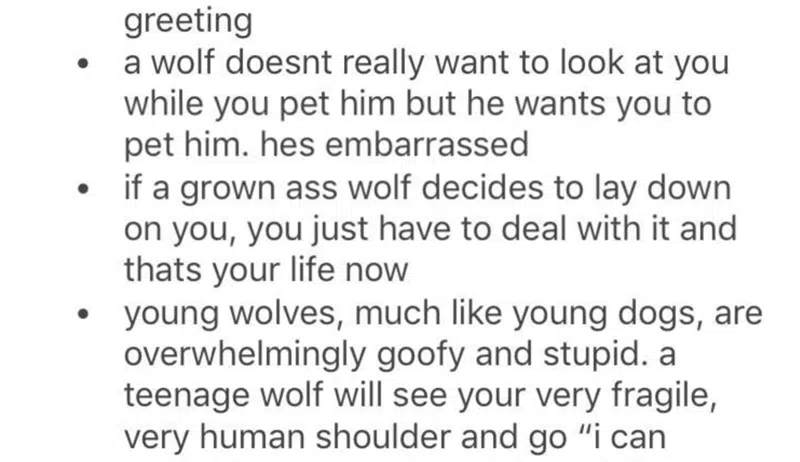 greeting
• a wolf doesnt really want to look at you
while you pet him but he wants you to
pet him. hes embarrassed
• if a grown ass wolf decides to lay down
on you, you just have to deal with it and
thats your life now
• young wolves, much like young dogs, are
overwhelmingly goofy and stupid. a
teenage wolf will see your very fragile,
very human shoulder and go “i can